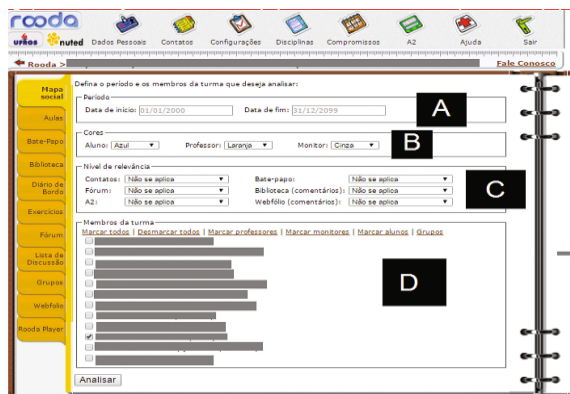 rooda
UFRGS nuted Dados Pessoais Contatos Configurações Disciplinas Compromissos A2 Ajuda Sair
Rooda > Fale Conosco
Mapa social
Aulas
Bate-Papo
Biblioteca
Diário de Bordo
Exercícios
Fórum
Lista de Discussão
Grupos
Webfolio
Rooda Player
Defina o período e os membros da turma que deseja analisar:
Período
Data de início: 01/01/2000 Data de fim: 31/12/2099
A
Cores
Aluno: Azul Professor: Laranja Monitor: Cinza
B
Nível de relevância
Contatos: Não se aplica Bate-papo: Não se aplica
Fórum: Não se aplica Biblioteca (comentários): Não se aplica
A2: Não se aplica Webfólio (comentários): Não se aplica
C
Membros da turma
Marcar todos | Desmarcar todos | Marcar professores | Marcar monitores | Marcar alunos | Grupos
D
Analisar